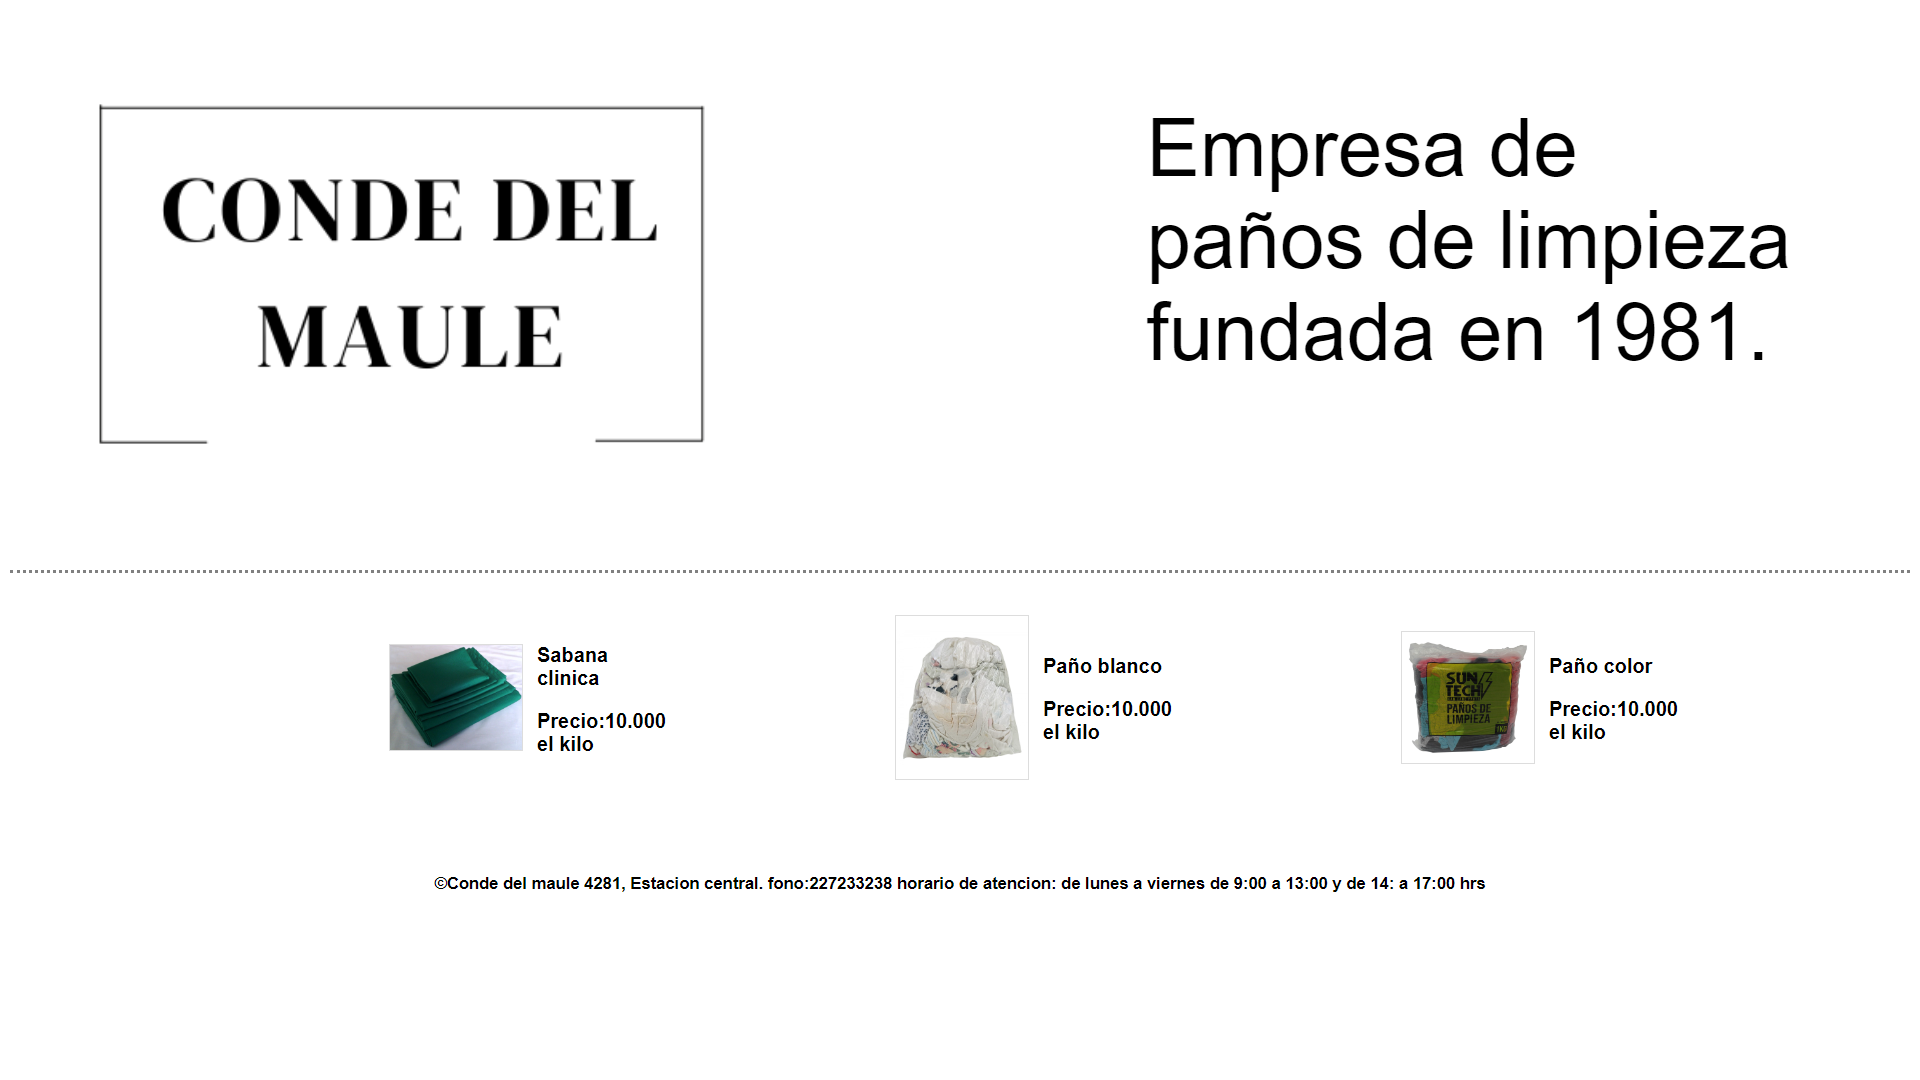 CONDE DEL
MAULE
Empresa de
paños de limpieza
fundada en 1981.
Sabana
clinica
Precio:10.000
el kilo
Paño blanco
Precio:10.000
el kilo
SUN
TECH
PAÑOS DE
LIMPIEZA
Paño color
Precio:10.000
el kilo
©Conde del maule 4281, Estacion central. fono:227233238 horario de atencion: de lunes a viernes de 9:00 a 13:00 y de 14: a 17:00 hrs